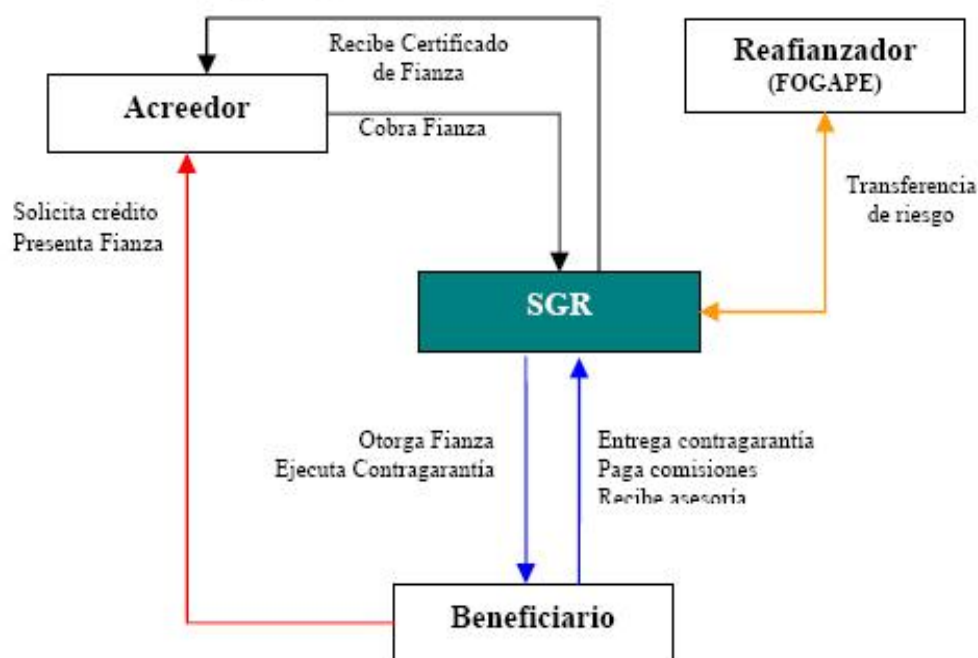 Recibe Certificado
de Fianza
Reafianzador
(FOGAPE)
Acreedor
Cobra Fianza
Solicita crédito
Presenta Fianza
Transferencia
de riesgo
SGR
Otorga Fianza
Ejecuta Contragarantía
Entrega contragarantía
Paga comisiones
Recibe asesoría
Beneficiario